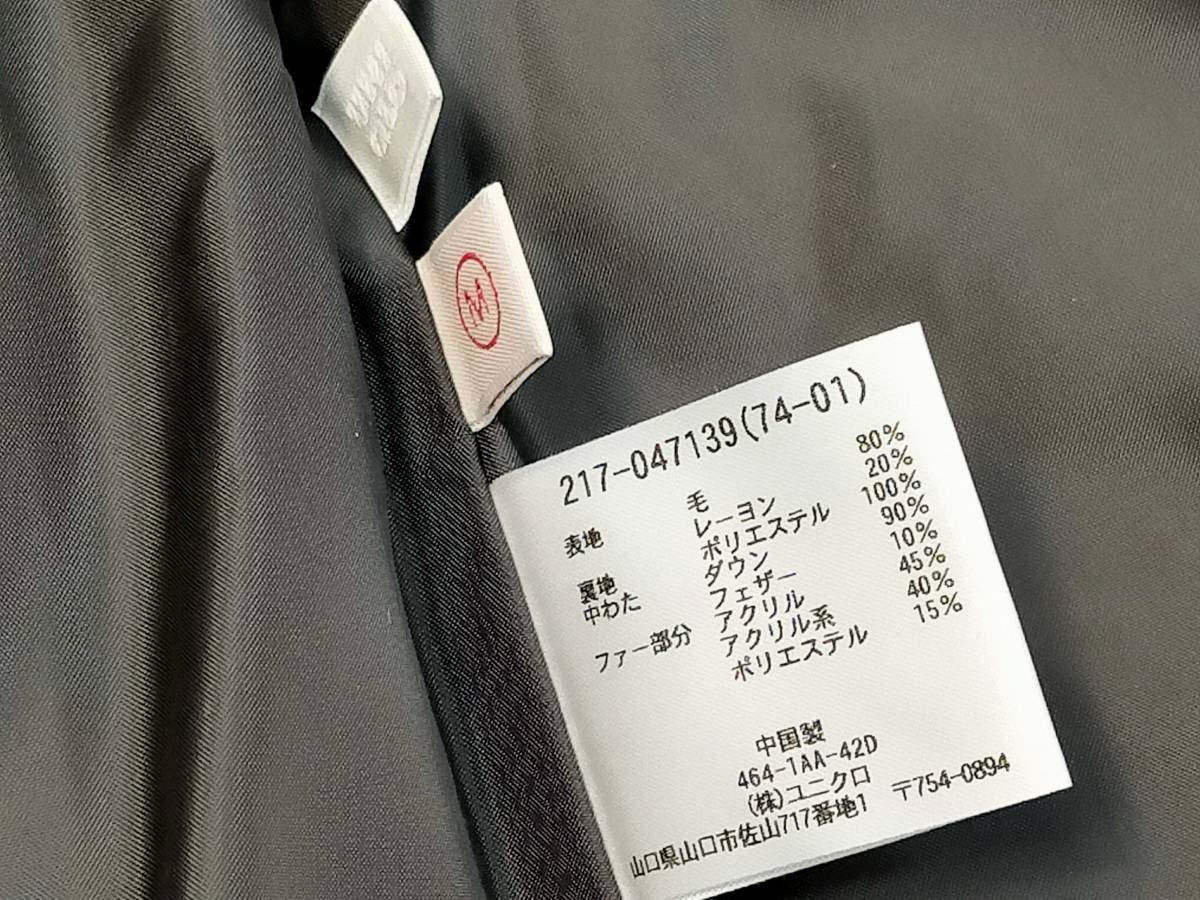 M
217-047139(74-01)
表地 毛 80%
レーヨン 20%
裏地 ポリエステル 100%
中わた ダウン 90%
フェザー 10%
ファー部分 アクリル 45%
アクリル系 40%
ポリエステル 15%
中国製
464-1AA-42D
(株)ユニクロ
山口県山口市佐山717番地1 〒754-0894